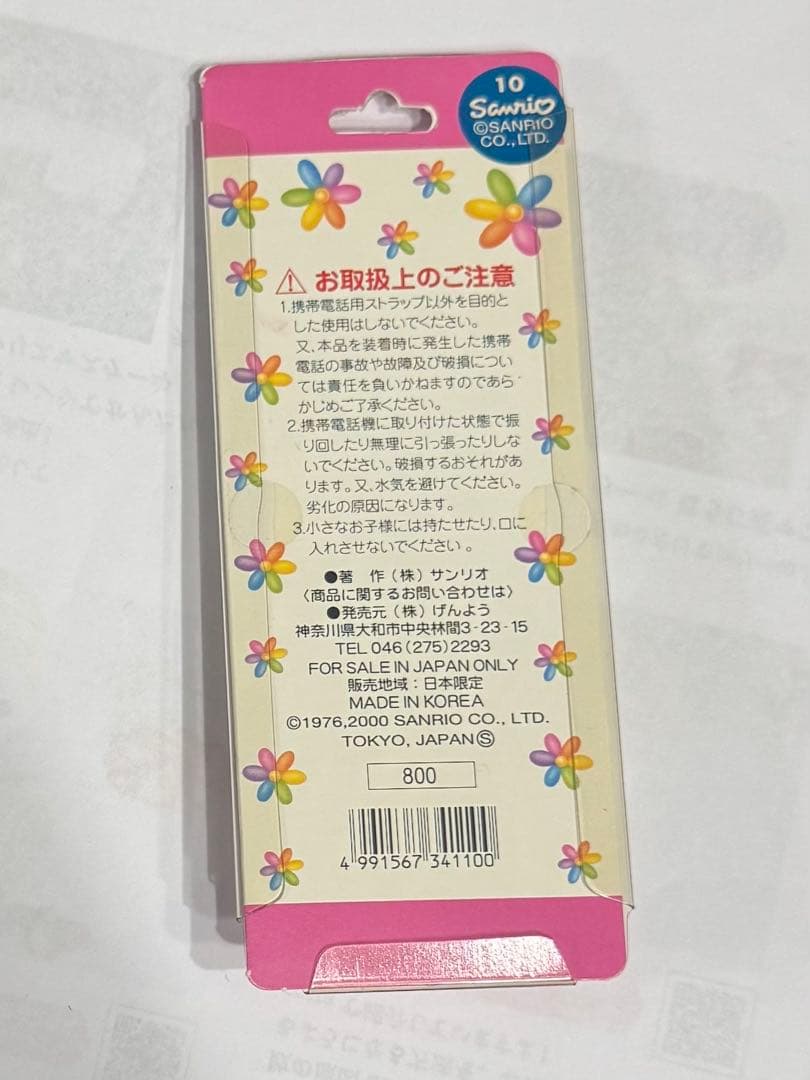 10
Sanrio
©SANRIO
CO., LTD.
お取扱上のご注意
1.携帯電話用ストラップ以外を目的と
した使用はしないでください。
又、本品を装着時に発生した携帯
電話の事故や故障及び破損につい
ては責任を負いかねますのであら
かじめご了承ください。
2.携帯電話機に取り付けた状態で振
り回したり無理に引っ張ったりしな
いでください。破損するおそれがあ
ります。又、水気を避けてください。
劣化の原因になります。
3.小さなお子様には持たせたり、口に
入れさせないでください。
●著 作(株)サンリオ
〈商品に関するお問い合わせは〉
●発売元(株)げんよう
神奈川県大和市中央林間3-23-15
TEL 046(275)2293
FOR SALE IN JAPAN ONLY
販売地域：日本限定
MADE IN KOREA
©1976,2000 SANRIO CO., LTD.
TOKYO, JAPAN Ⓢ
800
4 991567 341100